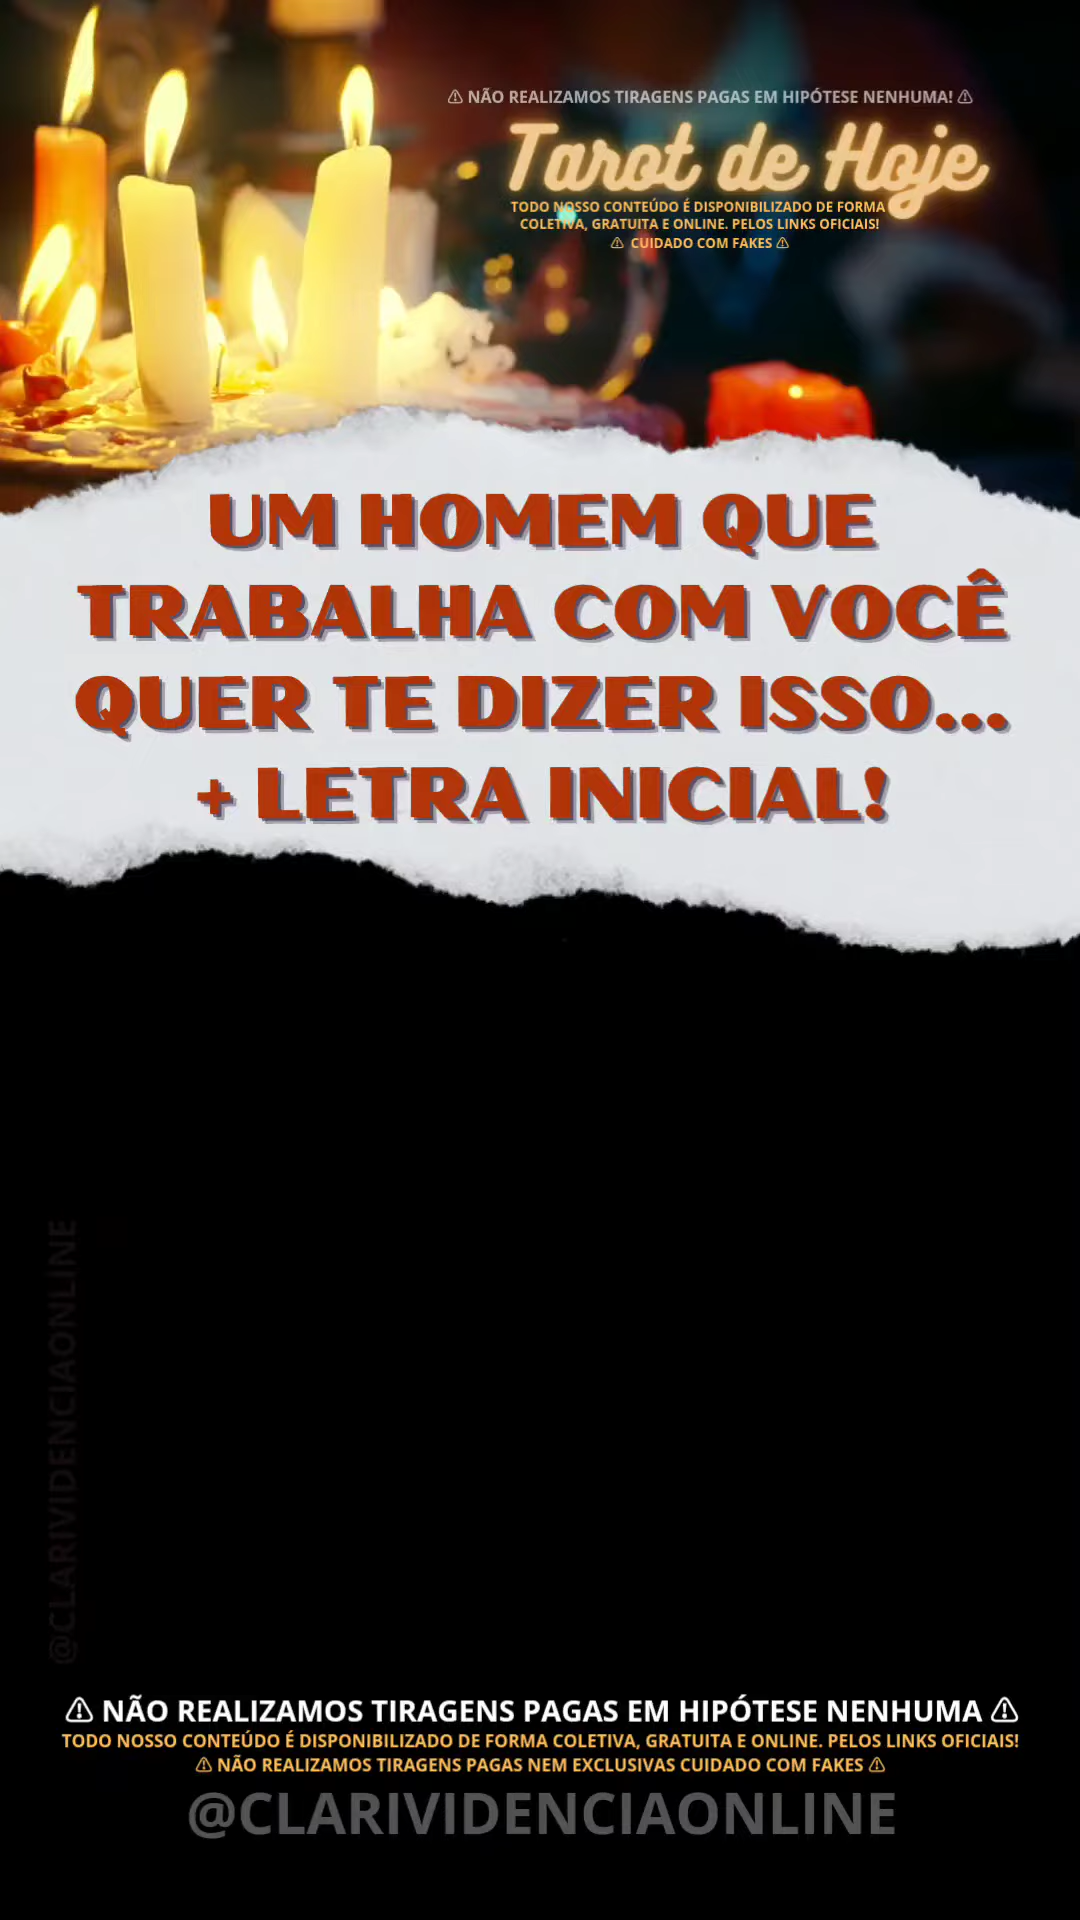 ⚠ NÃO REALIZAMOS TIRAGENS PAGAS EM HIPÓTESE NENHUMA! ⚠
Tarot de Hoje
TODO NOSSO CONTEÚDO É DISPONIBILIZADO DE FORMA
COLETIVA, GRATUITA E ONLINE. PELOS LINKS OFICIAIS!
⚠ CUIDADO COM FAKES ⚠
UM HOMEM QUE
TRABALHA COM VOCÊ
QUER TE DIZER ISSO...
+ LETRA INICIAL!
@CLARIVIDENCIAONLINE
⚠ NÃO REALIZAMOS TIRAGENS PAGAS EM HIPÓTESE NENHUMA ⚠
TODO NOSSO CONTEÚDO É DISPONIBILIZADO DE FORMA COLETIVA, GRATUITA E ONLINE. PELOS LINKS OFICIAIS!
⚠ NÃO REALIZAMOS TIRAGENS PAGAS NEM EXCLUSIVAS CUIDADO COM FAKES ⚠
@CLARIVIDENCIAONLINE